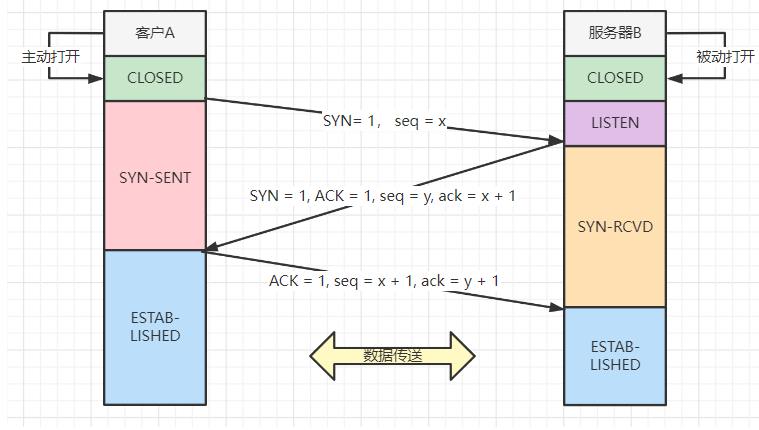 客户A
服务器B
主动打开
被动打开
CLOSED
CLOSED
SYN= 1， seq = x
LISTEN
SYN-SENT
SYN = 1, ACK = 1, seq = y, ack = x + 1
SYN-RCVD
ACK = 1, seq = x + 1, ack = y + 1
ESTAB-
LISHED
数据传送
ESTAB-
LISHED